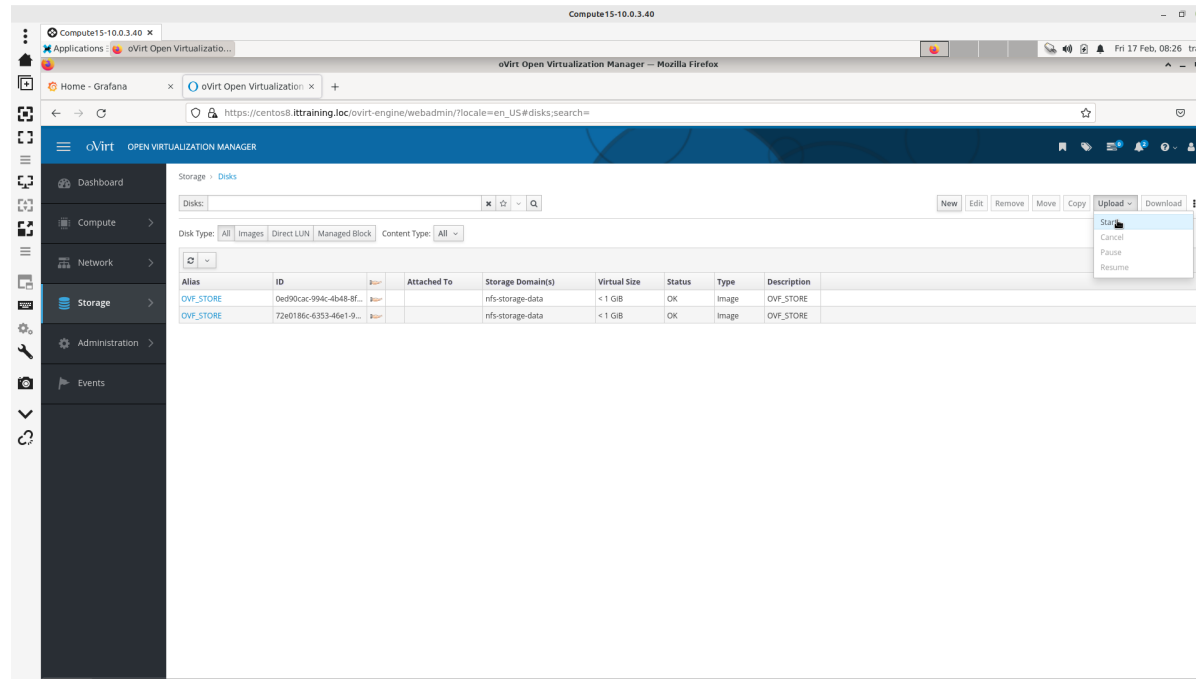 Compute15-10.0.3.40
Compute15-10.0.3.40 ×
Applications oVirt Open Virtualizatio... Fri 17 Feb, 08:26
oVirt Open Virtualization Manager — Mozilla Firefox
Home - Grafana × oVirt Open Virtualization × +
https://centos8.ittraining.loc/ovirt-engine/webadmin/?locale=en_US#disks;search=
oVirt OPEN VIRTUALIZATION MANAGER
Dashboard
Compute
Network
Storage
Administration
Events
Storage › Disks
Disks:
New Edit Remove Move Copy Upload Download
Start
Cancel
Pause
Resume
Disk Type: All Images Direct LUN Managed Block Content Type: All
Alias ID Attached To Storage Domain(s) Virtual Size Status Type Description
OVF_STORE 0ed90cac-994c-4b48-8f... nfs-storage-data < 1 GiB OK Image OVF_STORE
OVF_STORE 72e0186c-6353-46e1-9... nfs-storage-data < 1 GiB OK Image OVF_STORE